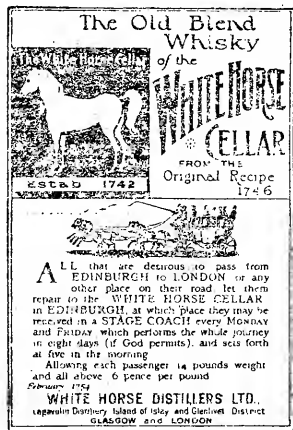 The Old Blend
Whisky
of the
The White Horse Cellar
WHITE HORSE
CELLAR
FROM THE
Original Recipe
1746
Estab 1742
ALL that are desirous to pass from
EDINBURGH to LONDON or any
other place on their road let them
repair to the WHITE HORSE CELLAR
in EDINBURGH, at which place they may be
received in a STAGE COACH every MONDAY
and FRIDAY which performs the whole journey
in eight days (if God permits), and sets forth
at five in the morning
Allowing each passenger 14 pounds weight
and all above 6 pence per pound
February 1754
WHITE HORSE DISTILLERS LTD.,
Lagavulin Distillery Island of Islay and Glenlivet District
GLASGOW and LONDON